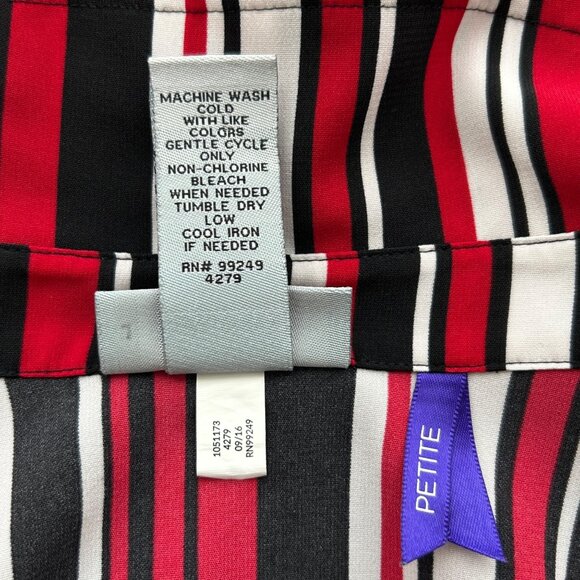 MACHINE WASH
COLD
WITH LIKE
COLORS
GENTLE CYCLE
ONLY
NON-CHLORINE
BLEACH
WHEN NEEDED
TUMBLE DRY
LOW
COOL IRON
IF NEEDED
RN# 99249
4279
1051173
4279
09/16
RN99249
PETITE